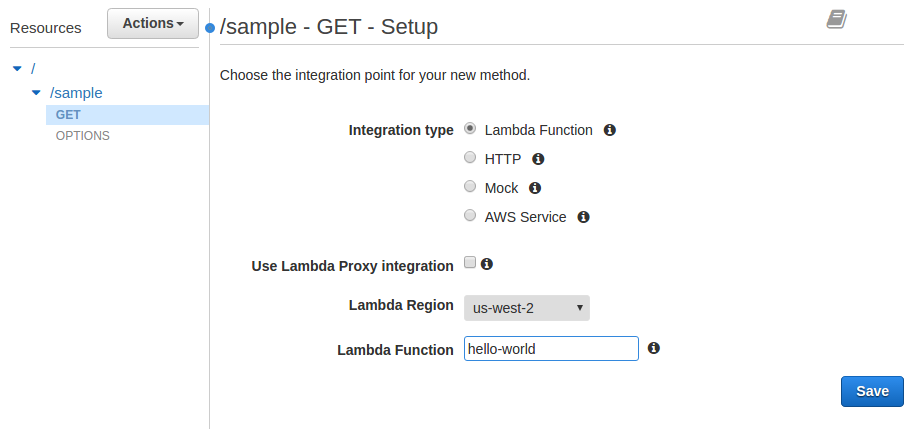 Resources
Actions
/
/sample
GET
OPTIONS
/sample - GET - Setup
Choose the integration point for your new method.
Integration type
Lambda Function
HTTP
Mock
AWS Service
Use Lambda Proxy integration
Lambda Region
us-west-2
Lambda Function
hello-world
Save